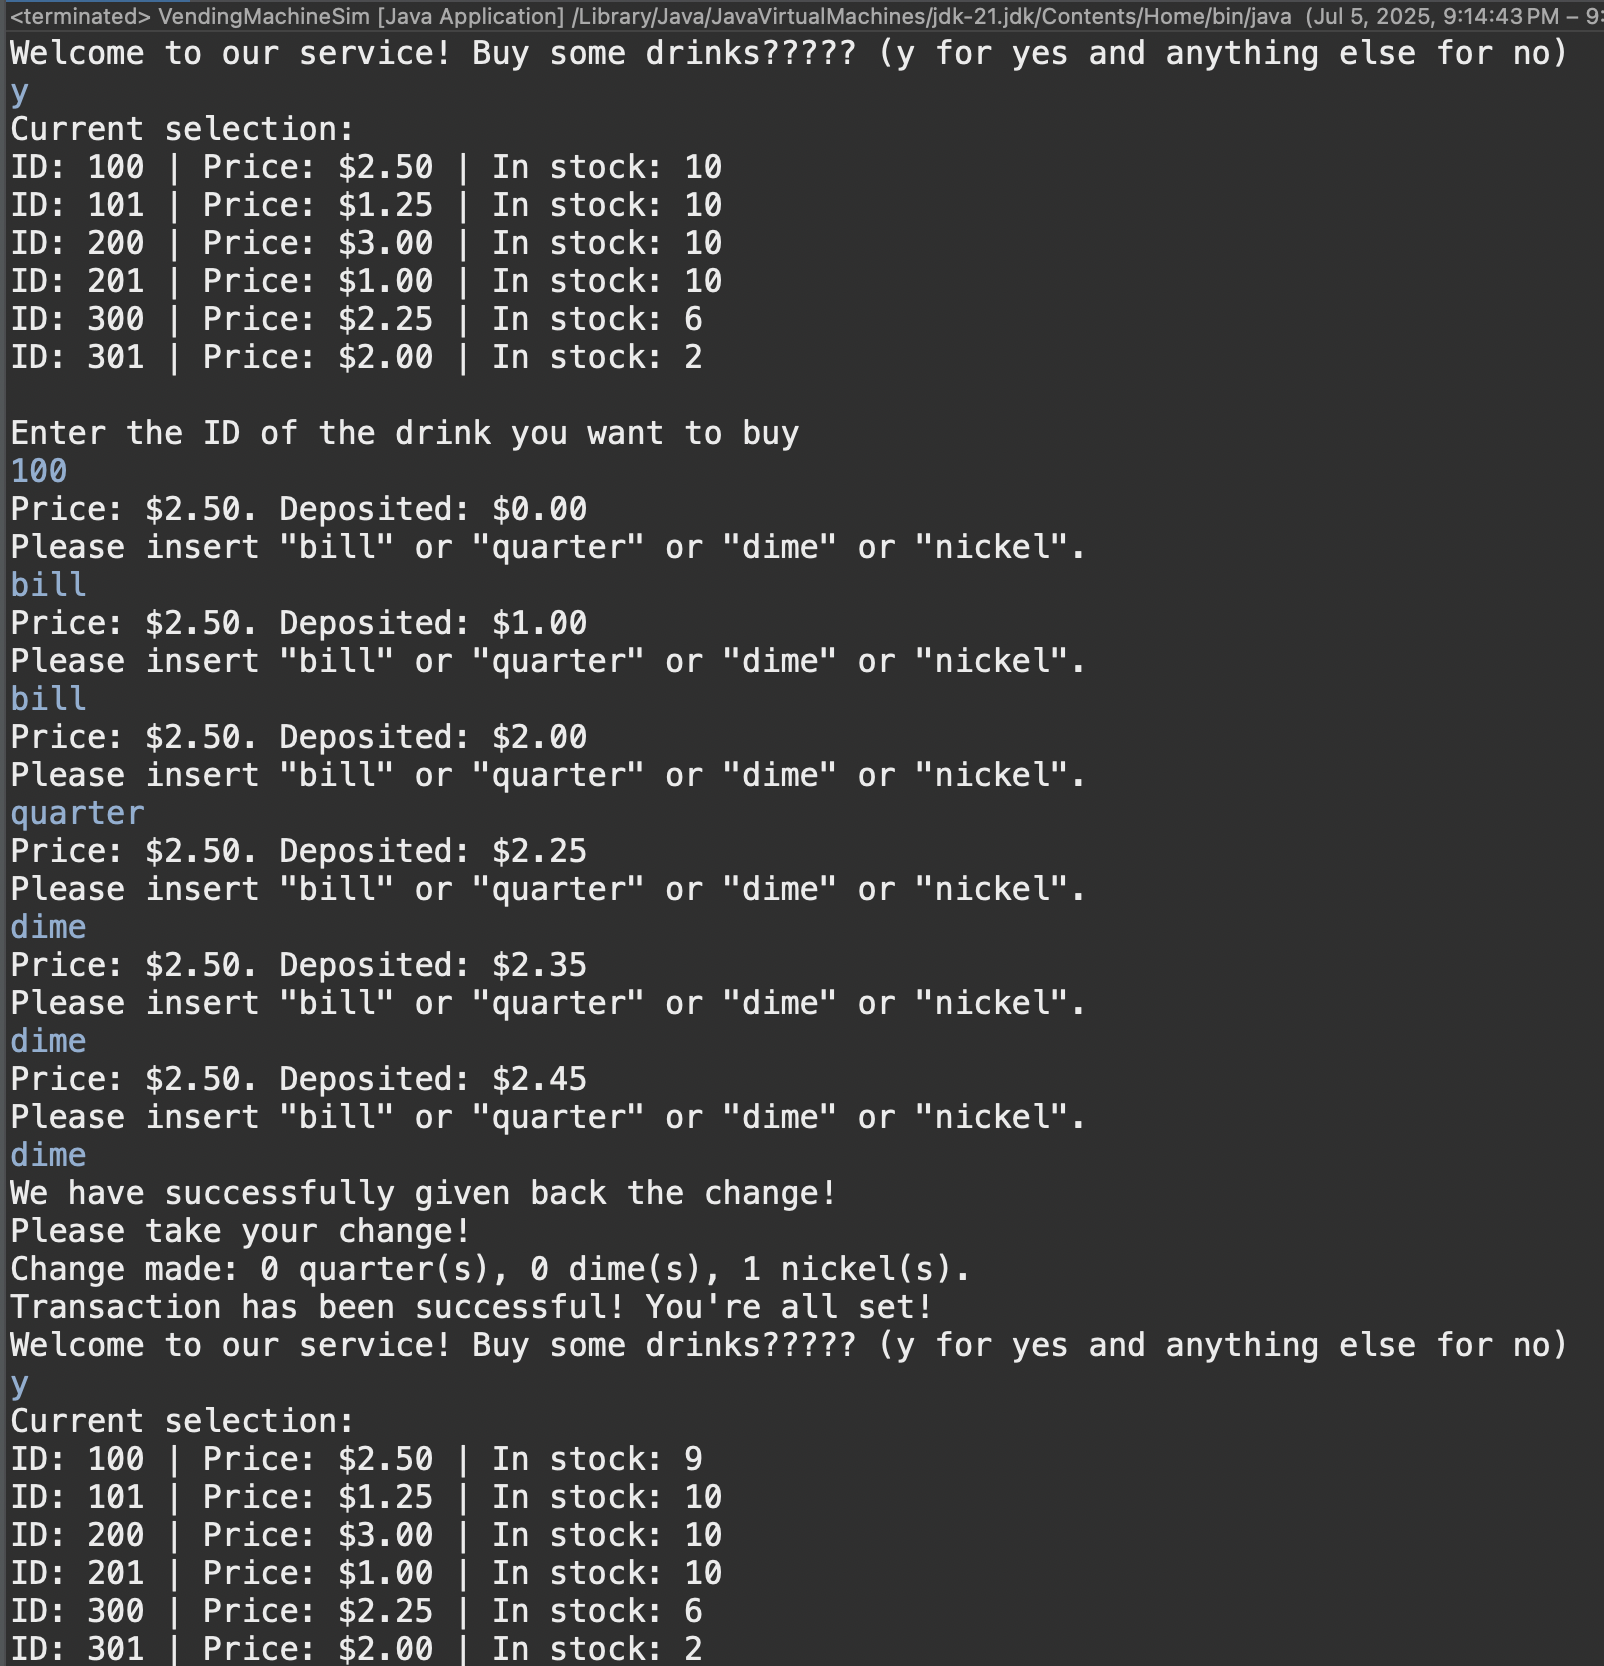 <terminated> VendingMachineSim [Java Application] /Library/Java/JavaVirtualMachines/jdk-21.jdk/Contents/Home/bin/java (Jul 5, 2025, 9:14:43 PM – 9:
Welcome to our service! Buy some drinks????? (y for yes and anything else for no)
y
Current selection:
ID: 100 | Price: $2.50 | In stock: 10
ID: 101 | Price: $1.25 | In stock: 10
ID: 200 | Price: $3.00 | In stock: 10
ID: 201 | Price: $1.00 | In stock: 10
ID: 300 | Price: $2.25 | In stock: 6
ID: 301 | Price: $2.00 | In stock: 2

Enter the ID of the drink you want to buy
100
Price: $2.50. Deposited: $0.00
Please insert "bill" or "quarter" or "dime" or "nickel".
bill
Price: $2.50. Deposited: $1.00
Please insert "bill" or "quarter" or "dime" or "nickel".
bill
Price: $2.50. Deposited: $2.00
Please insert "bill" or "quarter" or "dime" or "nickel".
quarter
Price: $2.50. Deposited: $2.25
Please insert "bill" or "quarter" or "dime" or "nickel".
dime
Price: $2.50. Deposited: $2.35
Please insert "bill" or "quarter" or "dime" or "nickel".
dime
Price: $2.50. Deposited: $2.45
Please insert "bill" or "quarter" or "dime" or "nickel".
dime
We have successfully given back the change!
Please take your change!
Change made: 0 quarter(s), 0 dime(s), 1 nickel(s).
Transaction has been successful! You're all set!
Welcome to our service! Buy some drinks????? (y for yes and anything else for no)
y
Current selection:
ID: 100 | Price: $2.50 | In stock: 9
ID: 101 | Price: $1.25 | In stock: 10
ID: 200 | Price: $3.00 | In stock: 10
ID: 201 | Price: $1.00 | In stock: 10
ID: 300 | Price: $2.25 | In stock: 6
ID: 301 | Price: $2.00 | In stock: 2